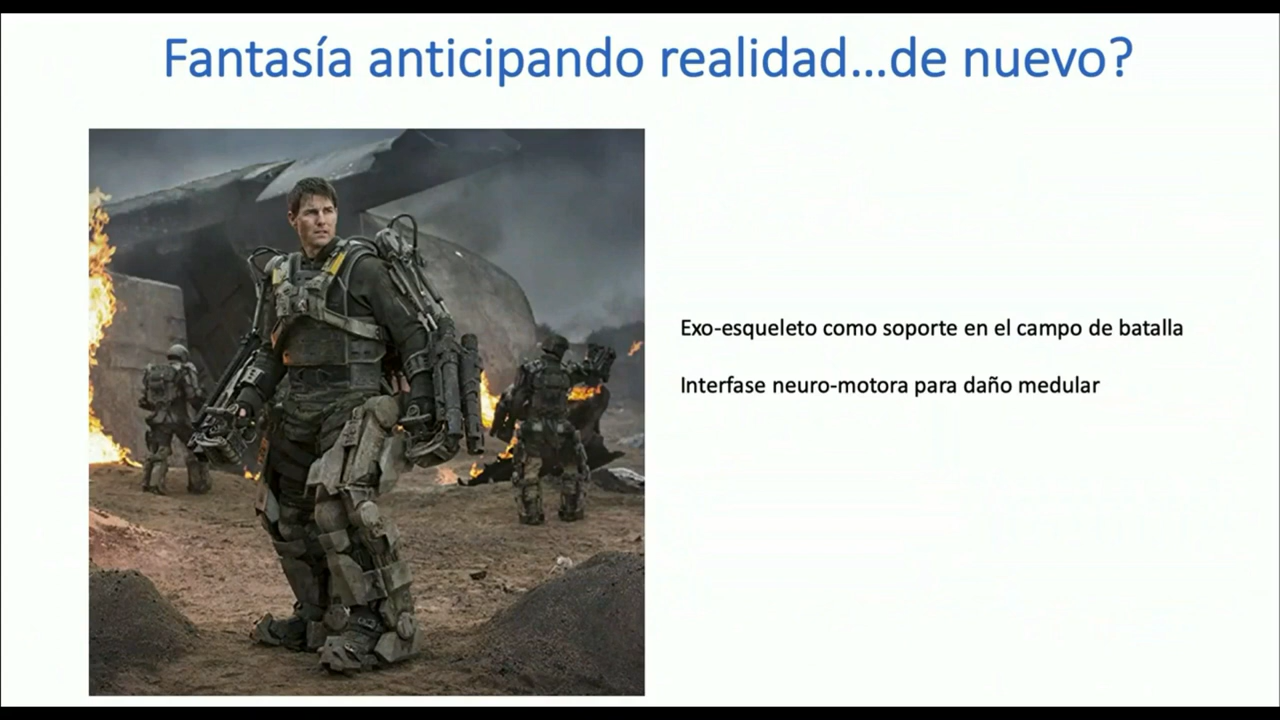 Fantasía anticipando realidad...de nuevo?
Exo-esqueleto como soporte en el campo de batalla
Interfase neuro-motora para daño medular